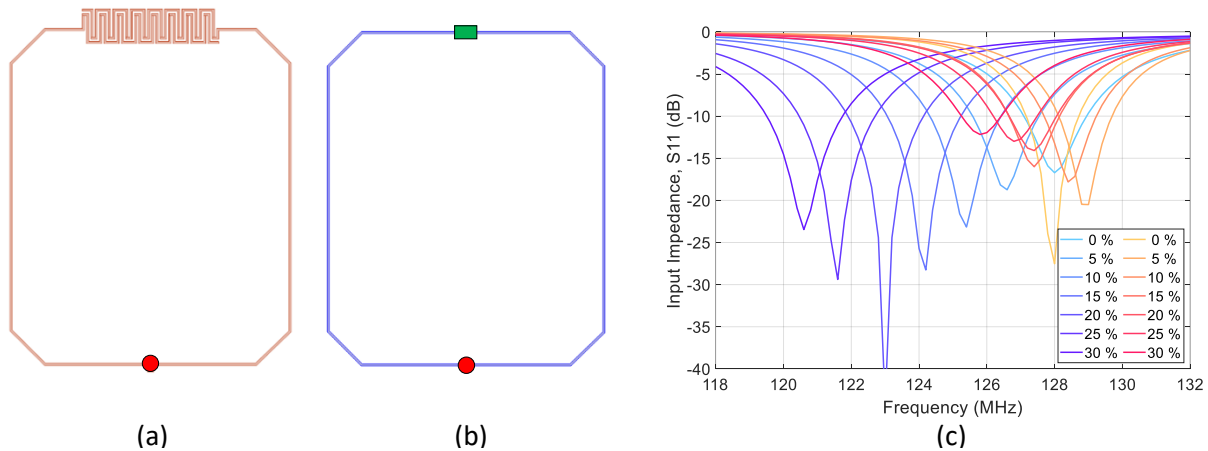 0
-5
-10
-15
-20
-25
-30
-35
-40
Input Impedance, S11 (dB)
0 % 0 %
5 % 5 %
10 % 10 %
15 % 15 %
20 % 20 %
25 % 25 %
30 % 30 %
118 120 122 124 126 128 130 132
Frequency (MHz)
(a) (b) (c)